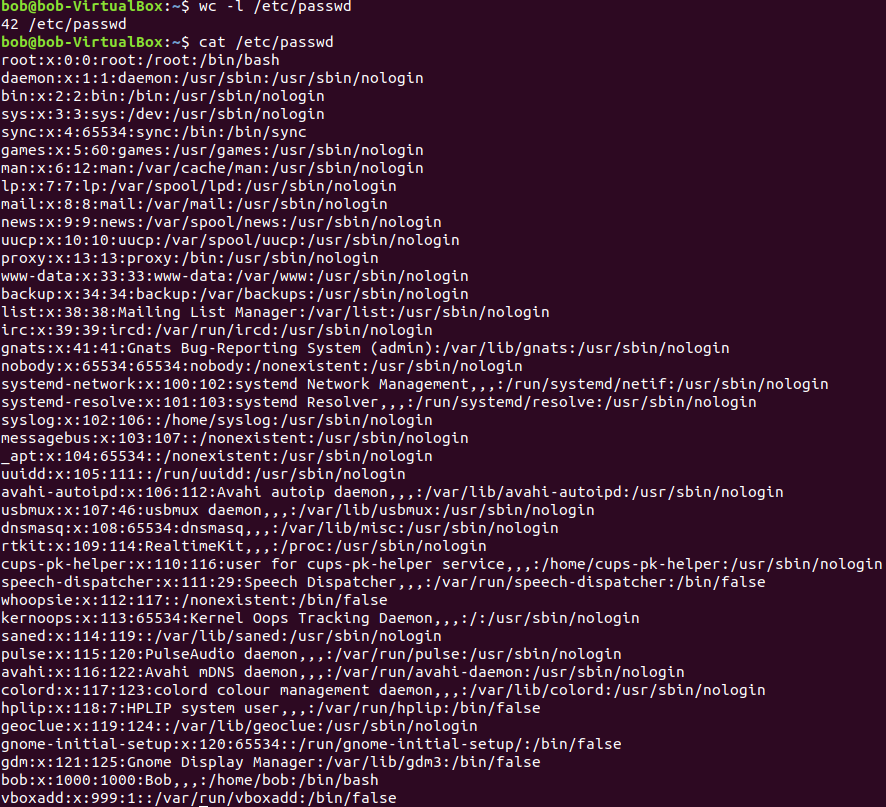 bob@bob-VirtualBox:~$ wc -l /etc/passwd
42 /etc/passwd
bob@bob-VirtualBox:~$ cat /etc/passwd
root:x:0:0:root:/root:/bin/bash
daemon:x:1:1:daemon:/usr/sbin:/usr/sbin/nologin
bin:x:2:2:bin:/bin:/usr/sbin/nologin
sys:x:3:3:sys:/dev:/usr/sbin/nologin
sync:x:4:65534:sync:/bin:/bin/sync
games:x:5:60:games:/usr/games:/usr/sbin/nologin
man:x:6:12:man:/var/cache/man:/usr/sbin/nologin
lp:x:7:7:lp:/var/spool/lpd:/usr/sbin/nologin
mail:x:8:8:mail:/var/mail:/usr/sbin/nologin
news:x:9:9:news:/var/spool/news:/usr/sbin/nologin
uucp:x:10:10:uucp:/var/spool/uucp:/usr/sbin/nologin
proxy:x:13:13:proxy:/bin:/usr/sbin/nologin
www-data:x:33:33:www-data:/var/www:/usr/sbin/nologin
backup:x:34:34:backup:/var/backups:/usr/sbin/nologin
list:x:38:38:Mailing List Manager:/var/list:/usr/sbin/nologin
irc:x:39:39:ircd:/var/run/ircd:/usr/sbin/nologin
gnats:x:41:41:Gnats Bug-Reporting System (admin):/var/lib/gnats:/usr/sbin/nologin
nobody:x:65534:65534:nobody:/nonexistent:/usr/sbin/nologin
systemd-network:x:100:102:systemd Network Management,,,:/run/systemd/netif:/usr/sbin/nologin
systemd-resolve:x:101:103:systemd Resolver,,,:/run/systemd/resolve:/usr/sbin/nologin
syslog:x:102:106::/home/syslog:/usr/sbin/nologin
messagebus:x:103:107::/nonexistent:/usr/sbin/nologin
_apt:x:104:65534::/nonexistent:/usr/sbin/nologin
uuidd:x:105:111::/run/uuidd:/usr/sbin/nologin
avahi-autoipd:x:106:112:Avahi autoip daemon,,,:/var/lib/avahi-autoipd:/usr/sbin/nologin
usbmux:x:107:46:usbmux daemon,,,:/var/lib/usbmux:/usr/sbin/nologin
dnsmasq:x:108:65534:dnsmasq,,,:/var/lib/misc:/usr/sbin/nologin
rtkit:x:109:114:RealtimeKit,,,:/proc:/usr/sbin/nologin
cups-pk-helper:x:110:116:user for cups-pk-helper service,,,:/home/cups-pk-helper:/usr/sbin/nologin
speech-dispatcher:x:111:29:Speech Dispatcher,,,:/var/run/speech-dispatcher:/bin/false
whoopsie:x:112:117::/nonexistent:/bin/false
kernoops:x:113:65534:Kernel Oops Tracking Daemon,,,:/:/usr/sbin/nologin
saned:x:114:119::/var/lib/saned:/usr/sbin/nologin
pulse:x:115:120:PulseAudio daemon,,,:/var/run/pulse:/usr/sbin/nologin
avahi:x:116:122:Avahi mDNS daemon,,,:/var/run/avahi-daemon:/usr/sbin/nologin
colord:x:117:123:colord colour management daemon,,,:/var/lib/colord:/usr/sbin/nologin
hplip:x:118:7:HPLIP system user,,,:/var/run/hplip:/bin/false
geoclue:x:119:124::/var/lib/geoclue:/usr/sbin/nologin
gnome-initial-setup:x:120:65534::/run/gnome-initial-setup/:/bin/false
gdm:x:121:125:Gnome Display Manager:/var/lib/gdm3:/bin/false
bob:x:1000:1000:Bob,,,:/home/bob:/bin/bash
vboxadd:x:999:1::/var/run/vboxadd:/bin/false